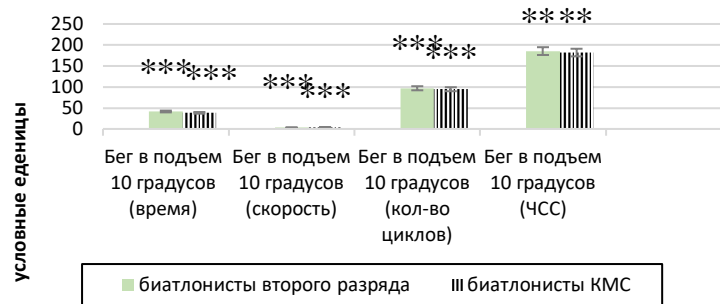 *** *** *** *** *** *** ** **
250
200
150
100
50
0
условные еденицы
Бег в подъем 10 градусов (время)
Бег в подъем 10 градусов (скорость)
Бег в подъем 10 градусов (кол-во циклов)
Бег в подъем 10 градусов (ЧСС)
биатлонисты второго разряда
биатлонисты КМС